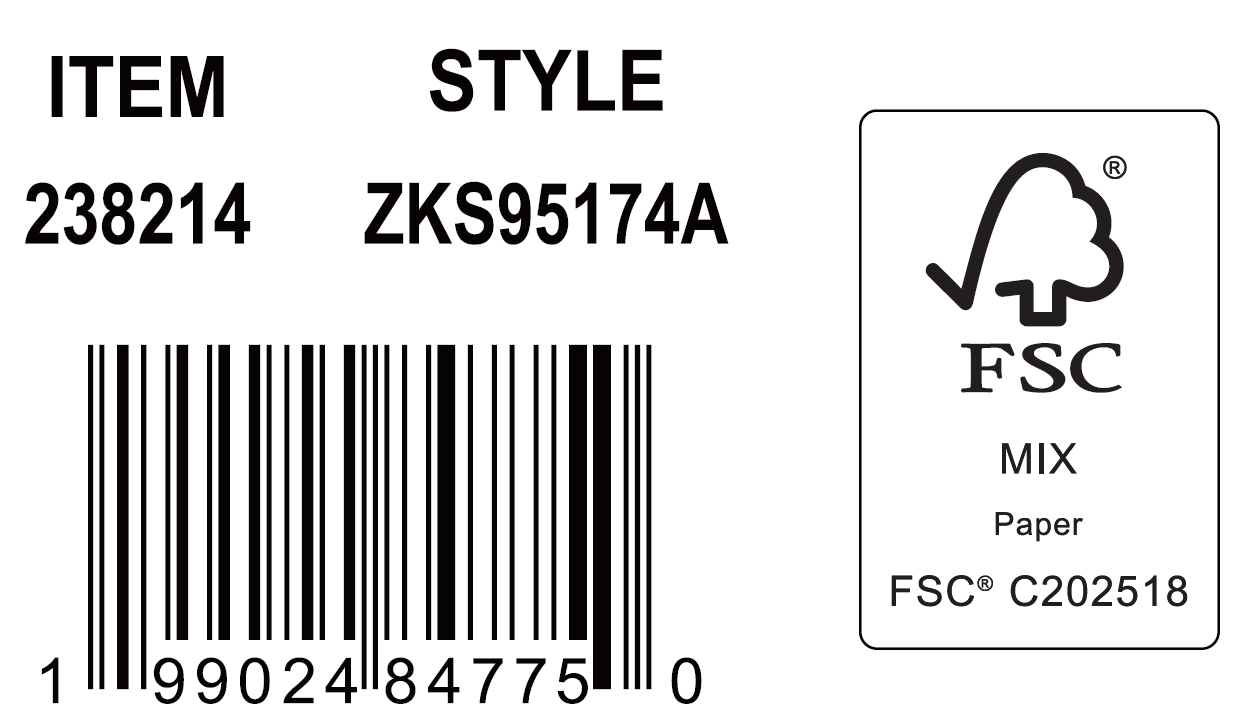 ITEM STYLE
238214 ZKS95174A
1 99024 84775 0
®
FSC
MIX
Paper
FSC® C202518